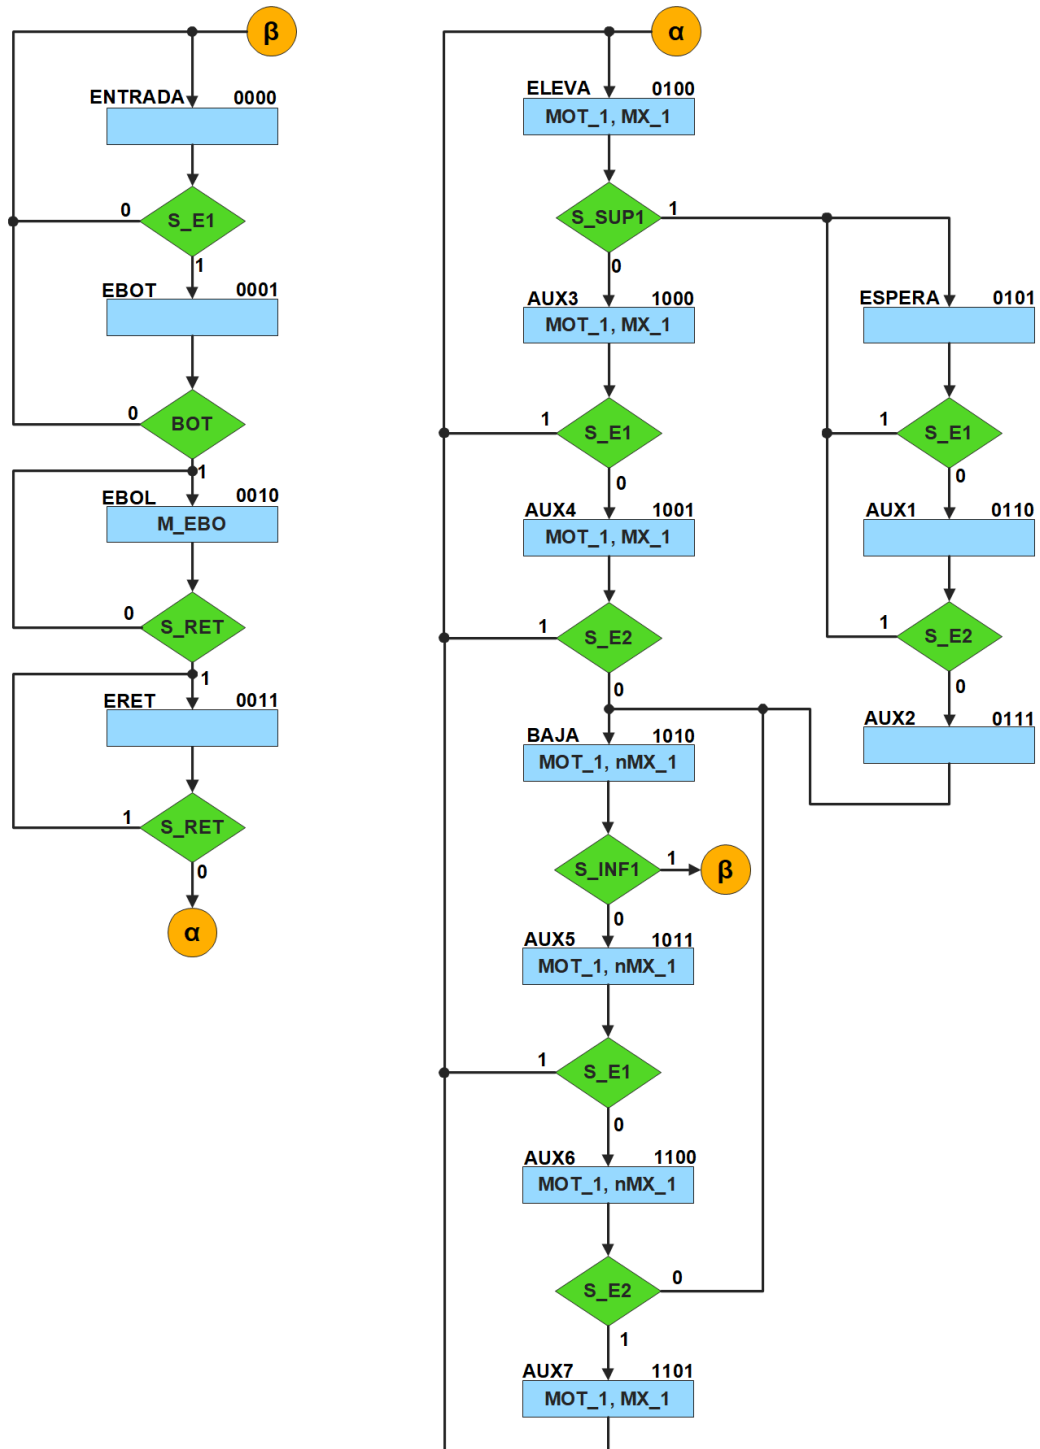 β
ENTRADA 0000
S_E1
0
1
EBOT 0001
BOT
0
1
EBOL 0010
M_EBO
S_RET
0
1
ERET 0011
S_RET
1
0
α
α
ELEVA 0100
MOT_1, MX_1
S_SUP1
1
0
AUX3 1000
MOT_1, MX_1
S_E1
1
0
AUX4 1001
MOT_1, MX_1
S_E2
1
0
BAJA 1010
MOT_1, nMX_1
S_INF1
1
β
0
AUX5 1011
MOT_1, nMX_1
S_E1
1
0
AUX6 1100
MOT_1, nMX_1
S_E2
0
1
AUX7 1101
MOT_1, MX_1
ESPERA 0101
S_E1
1
0
AUX1 0110
S_E2
1
0
AUX2 0111